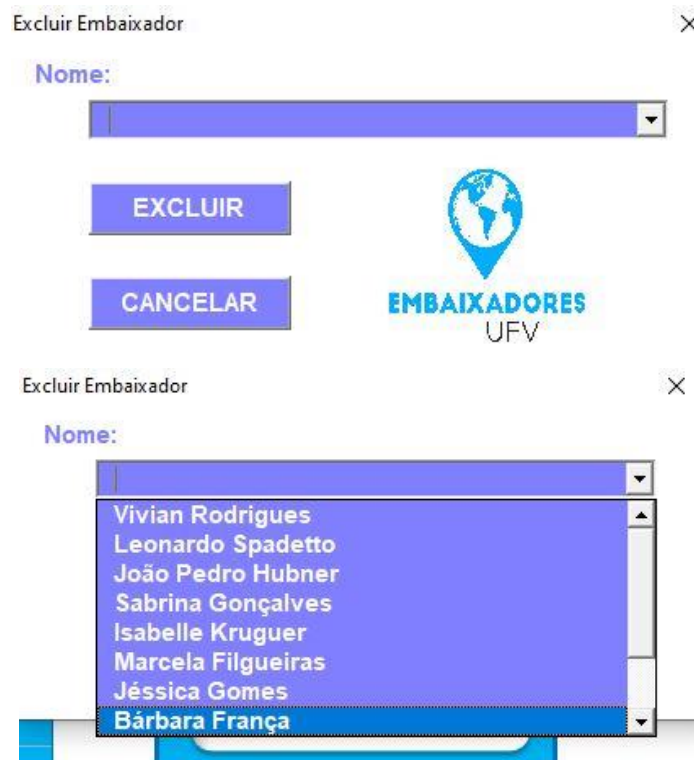 Excluir Embaixador
Nome:
EXCLUIR
CANCELAR
EMBAIXADORES
UFV
Excluir Embaixador
Nome:
Vivian Rodrigues
Leonardo Spadetto
João Pedro Hubner
Sabrina Gonçalves
Isabelle Kruguer
Marcela Filgueiras
Jéssica Gomes
Bárbara França